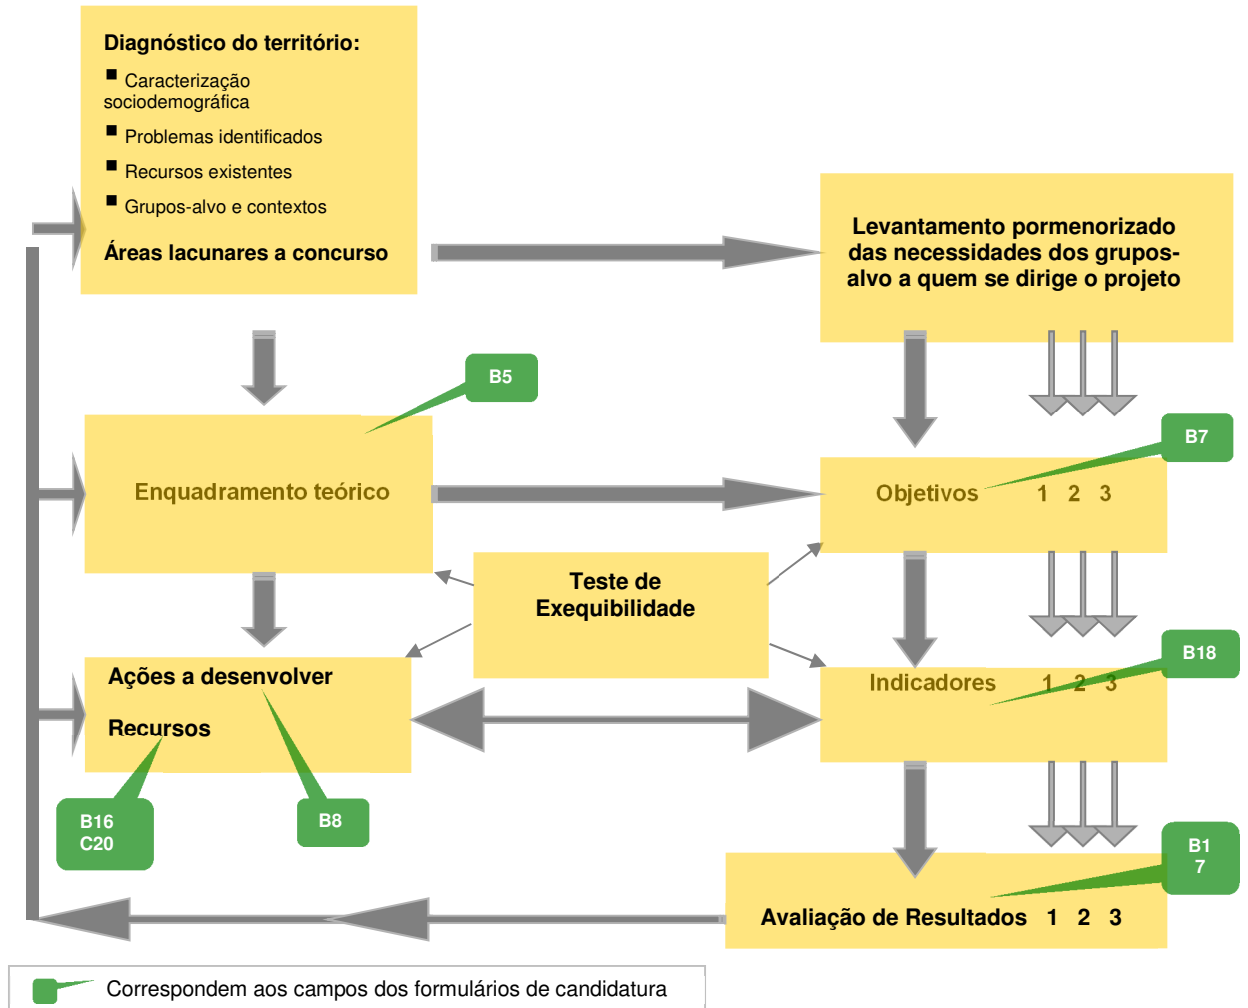 Diagnóstico do território:
▪ Caracterização
sociodemográfica
▪ Problemas identificados
▪ Recursos existentes
▪ Grupos-alvo e contextos
Áreas lacunares a concurso
Levantamento pormenorizado
das necessidades dos grupos-
alvo a quem se dirige o projeto
B5
B7
Enquadramento teórico
Objetivos 1 2 3
Teste de
Exequibilidade
B18
Ações a desenvolver
Recursos
Indicadores 1 2 3
B16
C20
B8
B1
7
Avaliação de Resultados 1 2 3
Correspondem aos campos dos formulários de candidatura